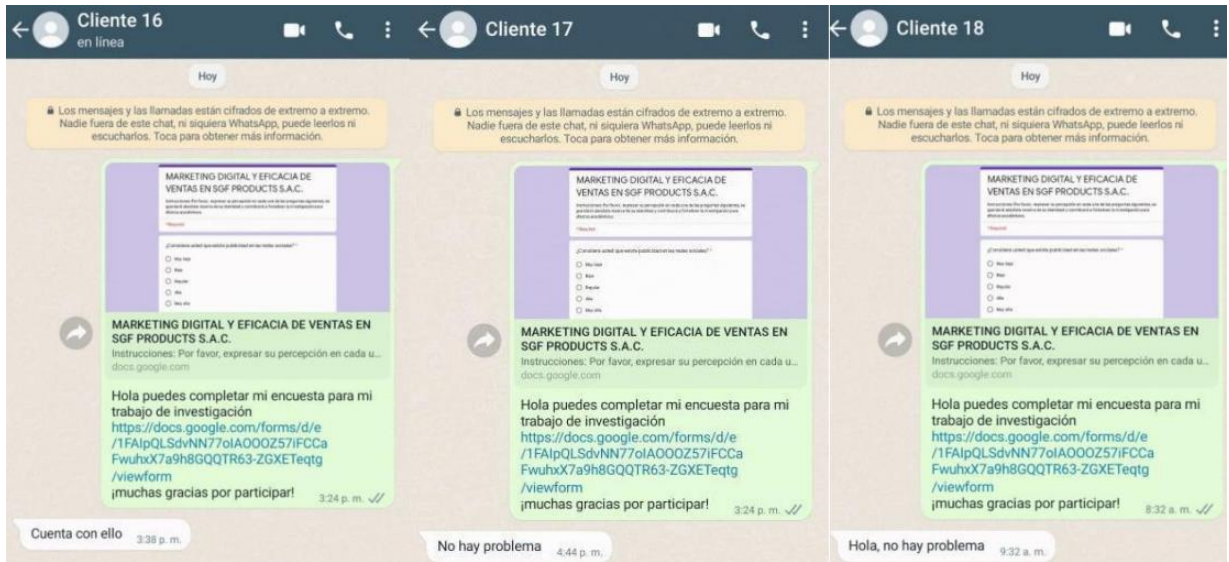 Cliente 16
en línea
Hoy
Los mensajes y las llamadas están cifrados de extremo a extremo.
Nadie fuera de este chat, ni siquiera WhatsApp, puede leerlos ni
escucharlos. Toca para obtener más información.
MARKETING DIGITAL Y EFICACIA DE
VENTAS EN SGF PRODUCTS S.A.C.
MARKETING DIGITAL Y EFICACIA DE VENTAS EN
SGF PRODUCTS S.A.C.
Instrucciones: Por favor, expresar su percepción en cada u...
docs.google.com
Hola puedes completar mi encuesta para mi
trabajo de investigación
https://docs.google.com/forms/d/e
/1FAIpQLSdvNN77oIAOOOZ57iFCCa
FwuhxX7a9h8GQQTR63-ZGXETeqtg
/viewform
¡muchas gracias por participar!
3:24 p. m.
Cuenta con ello
3:38 p. m.
Cliente 17
Hoy
Los mensajes y las llamadas están cifrados de extremo a extremo.
Nadie fuera de este chat, ni siquiera WhatsApp, puede leerlos ni
escucharlos. Toca para obtener más información.
MARKETING DIGITAL Y EFICACIA DE
VENTAS EN SGF PRODUCTS S.A.C.
MARKETING DIGITAL Y EFICACIA DE VENTAS EN
SGF PRODUCTS S.A.C.
Instrucciones: Por favor, expresar su percepción en cada u...
docs.google.com
Hola puedes completar mi encuesta para mi
trabajo de investigación
https://docs.google.com/forms/d/e
/1FAIpQLSdvNN77oIAOOOZ57iFCCa
FwuhxX7a9h8GQQTR63-ZGXETeqtg
/viewform
¡muchas gracias por participar!
3:24 p. m.
No hay problema
4:44 p. m.
Cliente 18
Hoy
Los mensajes y las llamadas están cifrados de extremo a extremo.
Nadie fuera de este chat, ni siquiera WhatsApp, puede leerlos ni
escucharlos. Toca para obtener más información.
MARKETING DIGITAL Y EFICACIA DE
VENTAS EN SGF PRODUCTS S.A.C.
MARKETING DIGITAL Y EFICACIA DE VENTAS EN
SGF PRODUCTS S.A.C.
Instrucciones: Por favor, expresar su percepción en cada u...
docs.google.com
Hola puedes completar mi encuesta para mi
trabajo de investigación
https://docs.google.com/forms/d/e
/1FAIpQLSdvNN77oIAOOOZ57iFCCa
FwuhxX7a9h8GQQTR63-ZGXETeqtg
/viewform
¡muchas gracias por participar!
8:32 a. m.
Hola, no hay problema
9:32 a. m.